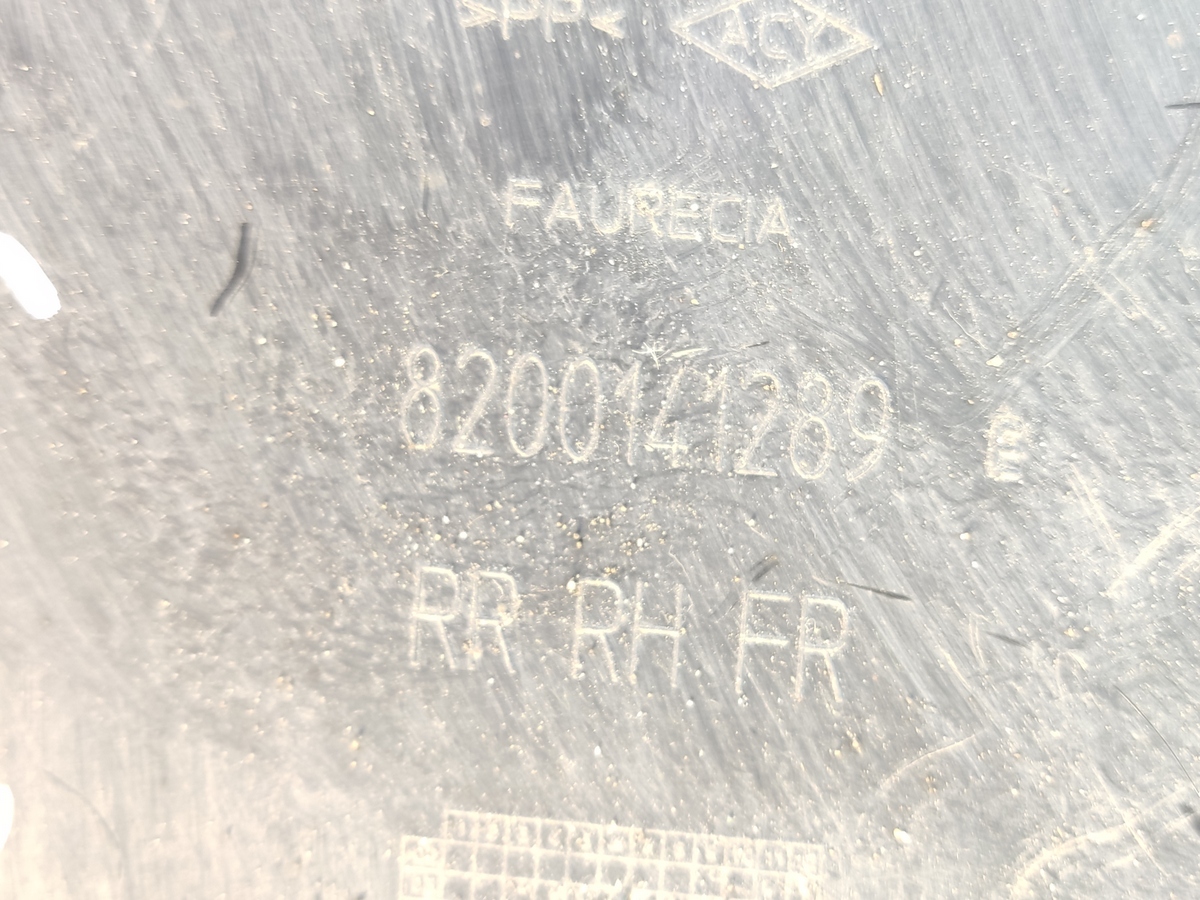 >PP<
ACY
FAURECIA
8200141289 E
RR RH FR